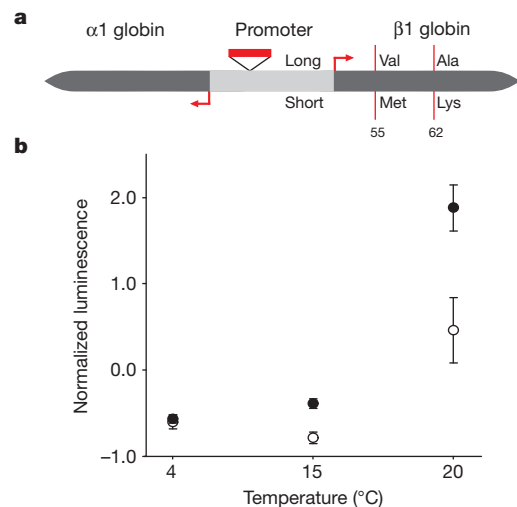 a
α1 globin Promoter β1 globin
Long Val Ala
Short Met Lys
55 62
b
2.0
1.0
0.0
−1.0
Normalized luminescence
4 15 20
Temperature (°C)